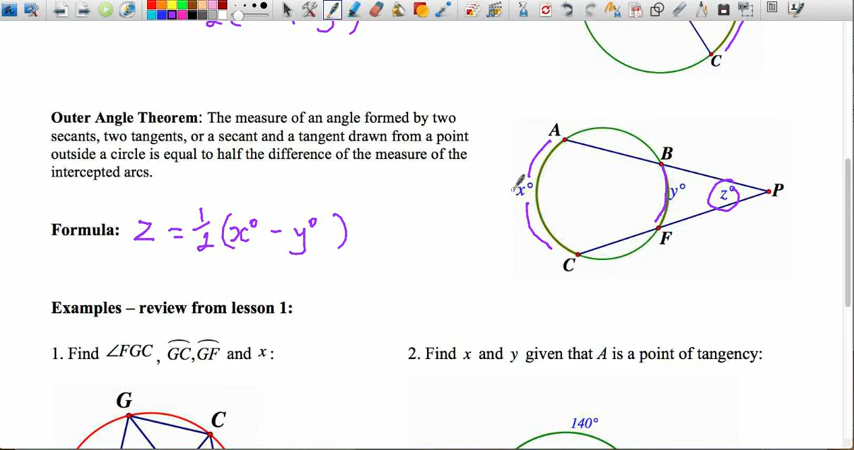 C
Outer Angle Theorem: The measure of an angle formed by two
secants, two tangents, or a secant and a tangent drawn from a point
outside a circle is equal to half the difference of the measure of the
intercepted arcs.
A
B
x°
y°
z°
P
F
C
Formula: z = 1/2 (x° - y°)
Examples – review from lesson 1:
1. Find ∠FGC, GC, GF and x:
G
C
2. Find x and y given that A is a point of tangency:
140°